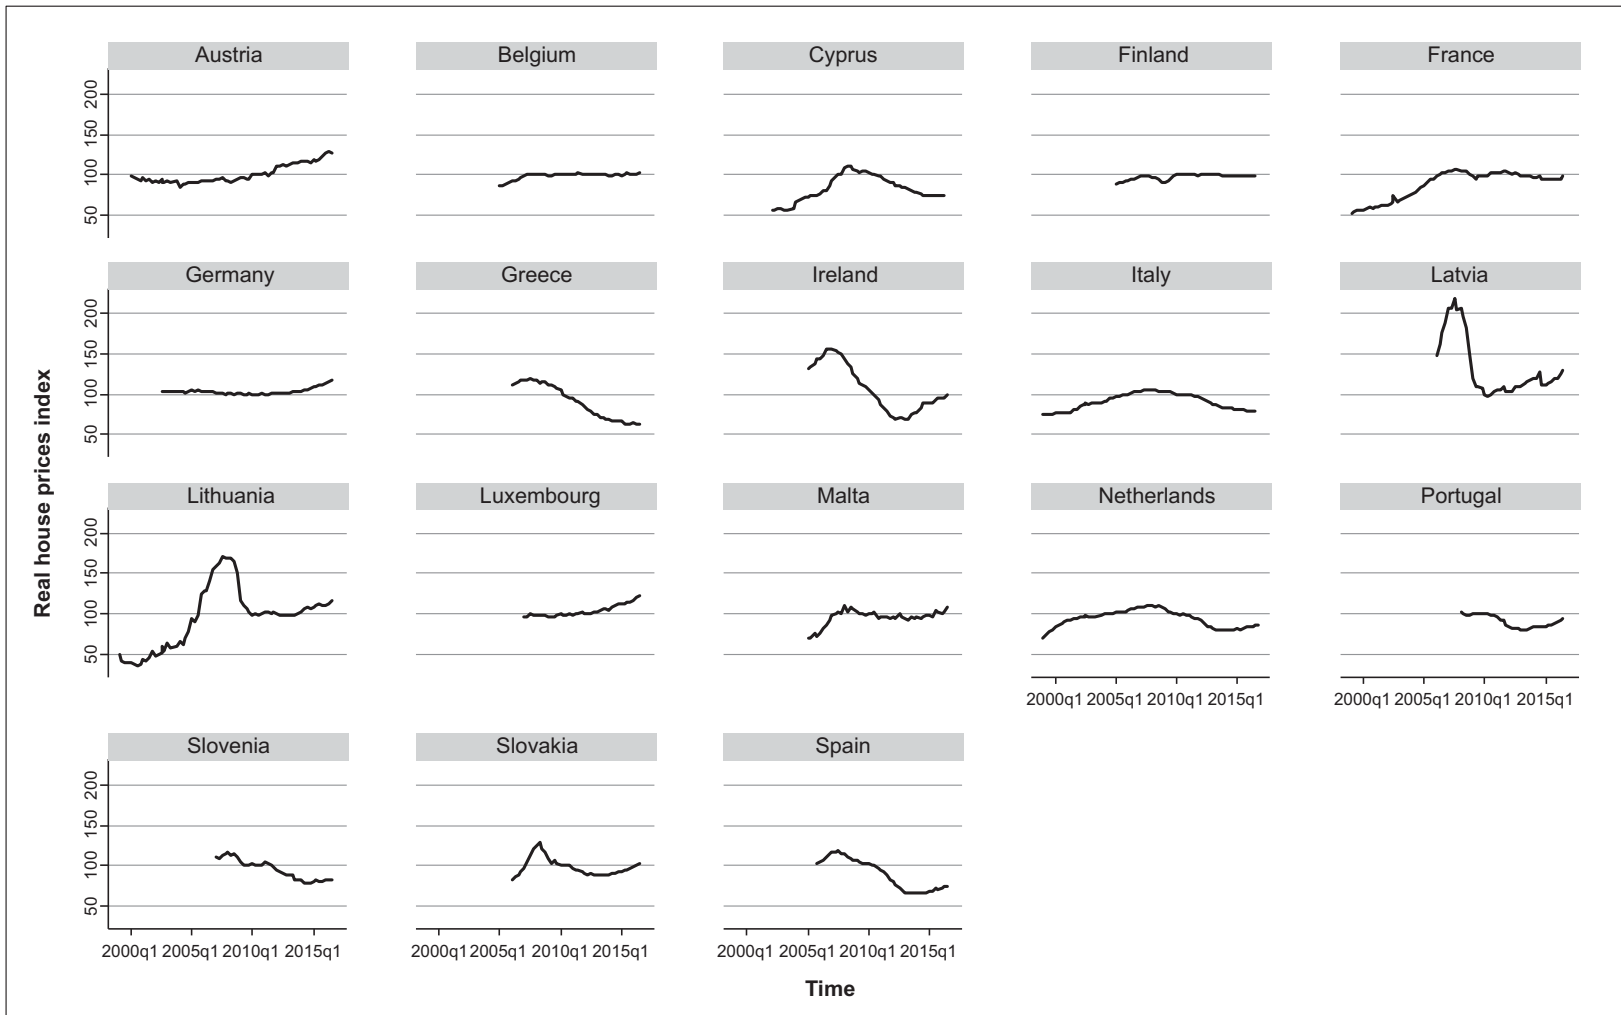 Austria Belgium Cyprus Finland France
200
150
100
50
Germany Greece Ireland Italy Latvia
200
150
100
50
Lithuania Luxembourg Malta Netherlands Portugal
200
150
100
50
2000q1 2005q1 2010q1 2015q1 2000q1 2005q1 2010q1 2015q1
Slovenia Slovakia Spain
200
150
100
50
2000q1 2005q1 2010q1 2015q1 2000q1 2005q1 2010q1 2015q1 2000q1 2005q1 2010q1 2015q1
Real house prices index
Time